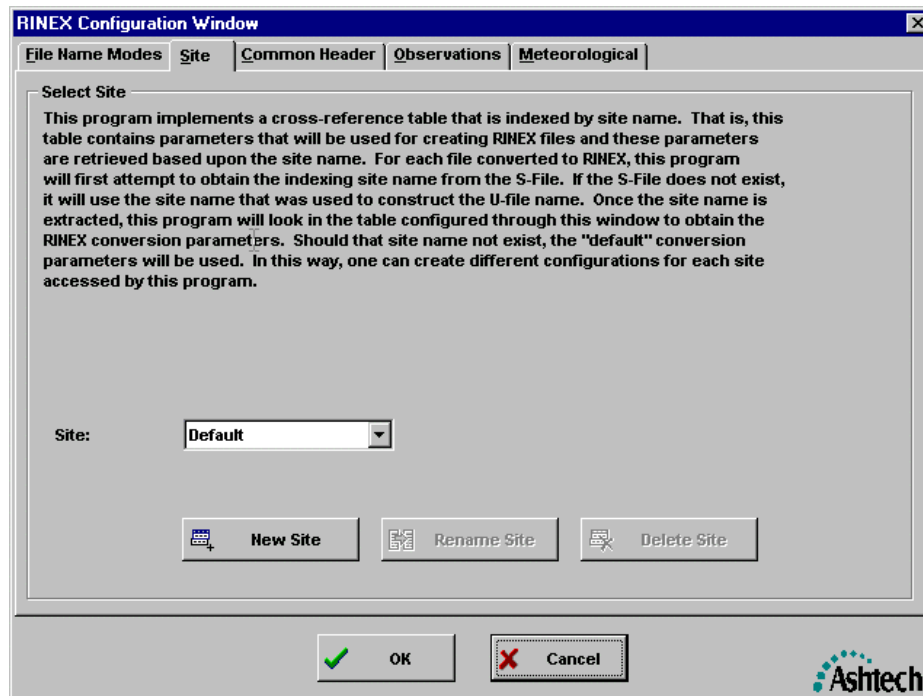 RINEX Configuration Window
File Name Modes Site Common Header Observations Meteorological
Select Site
This program implements a cross-reference table that is indexed by site name. That is, this
table contains parameters that will be used for creating RINEX files and these parameters
are retrieved based upon the site name. For each file converted to RINEX, this program
will first attempt to obtain the indexing site name from the S-File. If the S-File does not exist,
it will use the site name that was used to construct the U-file name. Once the site name is
extracted, this program will look in the table configured through this window to obtain the
RINEX conversion parameters. Should that site name not exist, the "default" conversion
parameters will be used. In this way, one can create different configurations for each site
accessed by this program.
Site: Default
New Site Rename Site Delete Site
OK Cancel
Ashtech